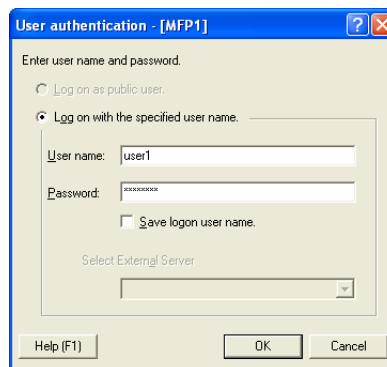 User authentication - [MFP1]
Enter user name and password.
Log on as public user.
Log on with the specified user name.
User name: user1
Password: ********
Save logon user name.
Select External Server
Help (F1) OK Cancel